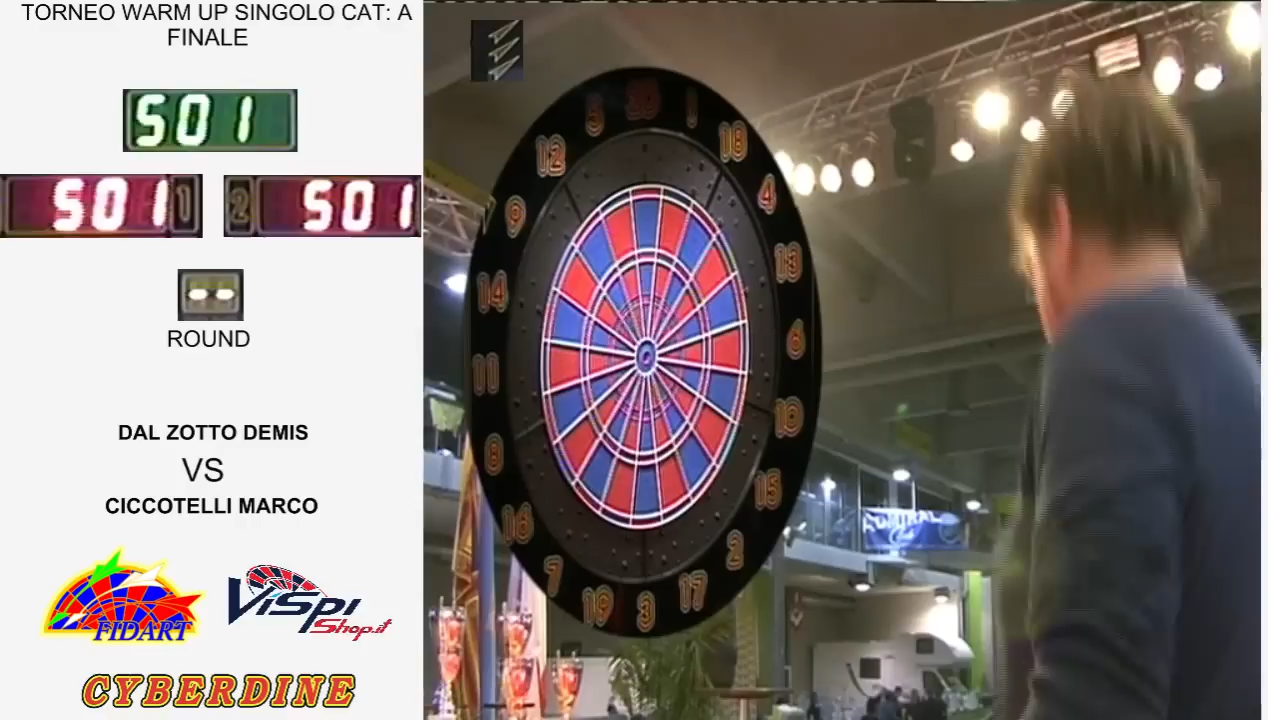 TORNEO WARM UP SINGOLO CAT: A
FINALE
501
501 1
2 501
--
ROUND
DAL ZOTTO DEMIS
VS
CICCOTELLI MARCO
FIDART
ViSpi
Shop.it
CYBERDINE
20
5
1
12
18
9
4
14
13
11
6
8
10
16
15
7
2
19
3
17
ADMIRAL
Club